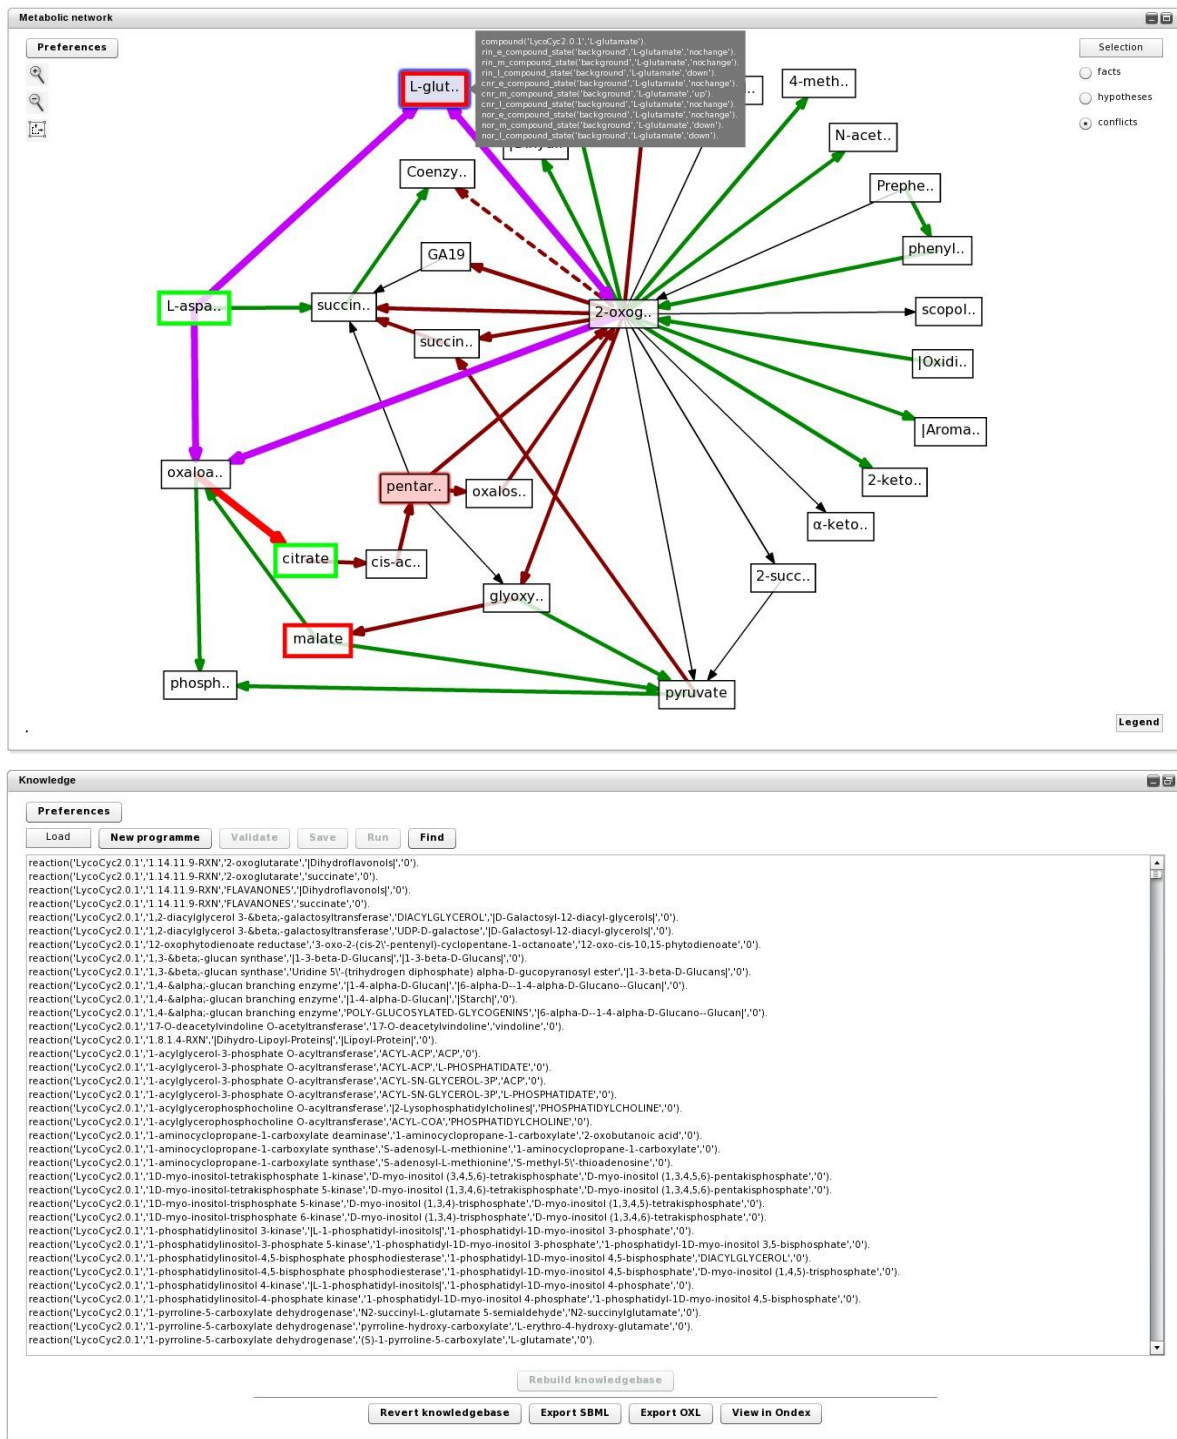 Metabolic network
Preferences
Selection
facts
hypotheses
conflicts
compound('LycoCyc2.0.1','L-glutamate').
rin_e_compound_state('background','L-glutamate','nochange').
rin_m_compound_state('background','L-glutamate','nochange').
rin_l_compound_state('background','L-glutamate','down').
cnr_e_compound_state('background','L-glutamate','nochange').
cnr_m_compound_state('background','L-glutamate','up').
cnr_l_compound_state('background','L-glutamate','nochange').
nor_e_compound_state('background','L-glutamate','nochange').
nor_m_compound_state('background','L-glutamate','down').
nor_l_compound_state('background','L-glutamate','down').
L-glut..
4-meth..
N-acet..
Coenzy..
Prephe..
phenyl..
GA19
L-aspa..
succin..
2-oxog..
scopol..
succin..
|Oxidi..
|Aroma..
oxaloa..
pentar..
oxalos..
2-keto..
α-keto..
citrate
cis-ac..
2-succ..
glyoxy..
malate
phosph..
pyruvate
Legend
Knowledge
Preferences
Load New programme Validate Save Run Find
reaction('LycoCyc2.0.1','1.14.11.9-RXN','2-oxoglutarate','|Dihydroflavonols|','0').
reaction('LycoCyc2.0.1','1.14.11.9-RXN','2-oxoglutarate','succinate','0').
reaction('LycoCyc2.0.1','1.14.11.9-RXN','FLAVANONES','|Dihydroflavonols|','0').
reaction('LycoCyc2.0.1','1.14.11.9-RXN','FLAVANONES','succinate','0').
reaction('LycoCyc2.0.1','1,2-diacylglycerol 3-&beta;-galactosyltransferase','DIACYLGLYCEROL','|D-Galactosyl-12-diacyl-glycerols|','0').
reaction('LycoCyc2.0.1','1,2-diacylglycerol 3-&beta;-galactosyltransferase','UDP-D-galactose','|D-Galactosyl-12-diacyl-glycerols|','0').
reaction('LycoCyc2.0.1','12-oxophytodienoate reductase','3-oxo-2-(cis-2\'-pentenyl)-cyclopentane-1-octanoate','12-oxo-cis-10,15-phytodienoate','0').
reaction('LycoCyc2.0.1','1,3-&beta;-glucan synthase','|1-3-beta-D-Glucans|','|1-3-beta-D-Glucans|','0').
reaction('LycoCyc2.0.1','1,3-&beta;-glucan synthase','Uridine 5\'-(trihydrogen diphosphate) alpha-D-gucopyranosyl ester','|1-3-beta-D-Glucans|','0').
reaction('LycoCyc2.0.1','1,4-&alpha;-glucan branching enzyme','|1-4-alpha-D-Glucan|','|6-alpha-D--1-4-alpha-D-Glucano--Glucan|','0').
reaction('LycoCyc2.0.1','1,4-&alpha;-glucan branching enzyme','|1-4-alpha-D-Glucan|','|Starch|','0').
reaction('LycoCyc2.0.1','1,4-&alpha;-glucan branching enzyme','POLY-GLUCOSYLATED-GLYCOGENINS','|6-alpha-D--1-4-alpha-D-Glucano--Glucan|','0').
reaction('LycoCyc2.0.1','17-O-deacetylvindoline O-acetyltransferase','17-O-deacetylvindoline','vindoline','0').
reaction('LycoCyc2.0.1','1.8.1.4-RXN','|Dihydro-Lipoyl-Proteins|','|Lipoyl-Protein|','0').
reaction('LycoCyc2.0.1','1-acylglycerol-3-phosphate O-acyltransferase','ACYL-ACP','ACP','0').
reaction('LycoCyc2.0.1','1-acylglycerol-3-phosphate O-acyltransferase','ACYL-ACP','L-PHOSPHATIDATE','0').
reaction('LycoCyc2.0.1','1-acylglycerol-3-phosphate O-acyltransferase','ACYL-SN-GLYCEROL-3P','ACP','0').
reaction('LycoCyc2.0.1','1-acylglycerol-3-phosphate O-acyltransferase','ACYL-SN-GLYCEROL-3P','L-PHOSPHATIDATE','0').
reaction('LycoCyc2.0.1','1-acylglycerophosphocholine O-acyltransferase','|2-Lysophosphatidylcholines|','PHOSPHATIDYLCHOLINE','0').
reaction('LycoCyc2.0.1','1-acylglycerophosphocholine O-acyltransferase','ACYL-COA','PHOSPHATIDYLCHOLINE','0').
reaction('LycoCyc2.0.1','1-aminocyclopropane-1-carboxylate deaminase','1-aminocyclopropane-1-carboxylate','2-oxobutanoic acid','0').
reaction('LycoCyc2.0.1','1-aminocyclopropane-1-carboxylate synthase','S-adenosyl-L-methionine','1-aminocyclopropane-1-carboxylate','0').
reaction('LycoCyc2.0.1','1-aminocyclopropane-1-carboxylate synthase','S-adenosyl-L-methionine','S-methyl-5\'-thioadenosine','0').
reaction('LycoCyc2.0.1','1D-myo-inositol-tetrakisphosphate 1-kinase','D-myo-inositol (3,4,5,6)-tetrakisphosphate','D-myo-inositol (1,3,4,5,6)-pentakisphosphate','0').
reaction('LycoCyc2.0.1','1D-myo-inositol-tetrakisphosphate 5-kinase','D-myo-inositol (1,3,4,6)-tetrakisphosphate','D-myo-inositol (1,3,4,5,6)-pentakisphosphate','0').
reaction('LycoCyc2.0.1','1D-myo-inositol-trisphosphate 5-kinase','D-myo-inositol (1,3,4)-trisphosphate','D-myo-inositol (1,3,4,5)-tetrakisphosphate','0').
reaction('LycoCyc2.0.1','1D-myo-inositol-trisphosphate 6-kinase','D-myo-inositol (1,3,4)-trisphosphate','D-myo-inositol (1,3,4,6)-tetrakisphosphate','0').
reaction('LycoCyc2.0.1','1-phosphatidylinositol 3-kinase','|L-1-phosphatidyl-inositols|','1-phosphatidyl-1D-myo-inositol 3-phosphate','0').
reaction('LycoCyc2.0.1','1-phosphatidylinositol-3-phosphate 5-kinase','1-phosphatidyl-1D-myo-inositol 3-phosphate','1-phosphatidyl-1D-myo-inositol 3,5-bisphosphate','0').
reaction('LycoCyc2.0.1','1-phosphatidylinositol-4,5-bisphosphate phosphodiesterase','1-phosphatidyl-1D-myo-inositol 4,5-bisphosphate','DIACYLGLYCEROL','0').
reaction('LycoCyc2.0.1','1-phosphatidylinositol-4,5-bisphosphate phosphodiesterase','1-phosphatidyl-1D-myo-inositol 4,5-bisphosphate','D-myo-inositol (1,4,5)-trisphosphate','0').
reaction('LycoCyc2.0.1','1-phosphatidylinositol 4-kinase','|L-1-phosphatidyl-inositols|','1-phosphatidyl-1D-myo-inositol 4-phosphate','0').
reaction('LycoCyc2.0.1','1-phosphatidylinositol-4-phosphate kinase','1-phosphatidyl-1D-myo-inositol 4-phosphate','1-phosphatidyl-1D-myo-inositol 4,5-bisphosphate','0').
reaction('LycoCyc2.0.1','1-pyrroline-5-carboxylate dehydrogenase','N2-succinyl-L-glutamate 5-semialdehyde','N2-succinylglutamate','0').
reaction('LycoCyc2.0.1','1-pyrroline-5-carboxylate dehydrogenase','pyrroline-hydroxy-carboxylate','L-erythro-4-hydroxy-glutamate','0').
reaction('LycoCyc2.0.1','1-pyrroline-5-carboxylate dehydrogenase','(S)-1-pyrroline-5-carboxylate','L-glutamate','0').
Rebuild knowledgebase
Revert knowledgebase Export SBML Export OXL View in Ondex